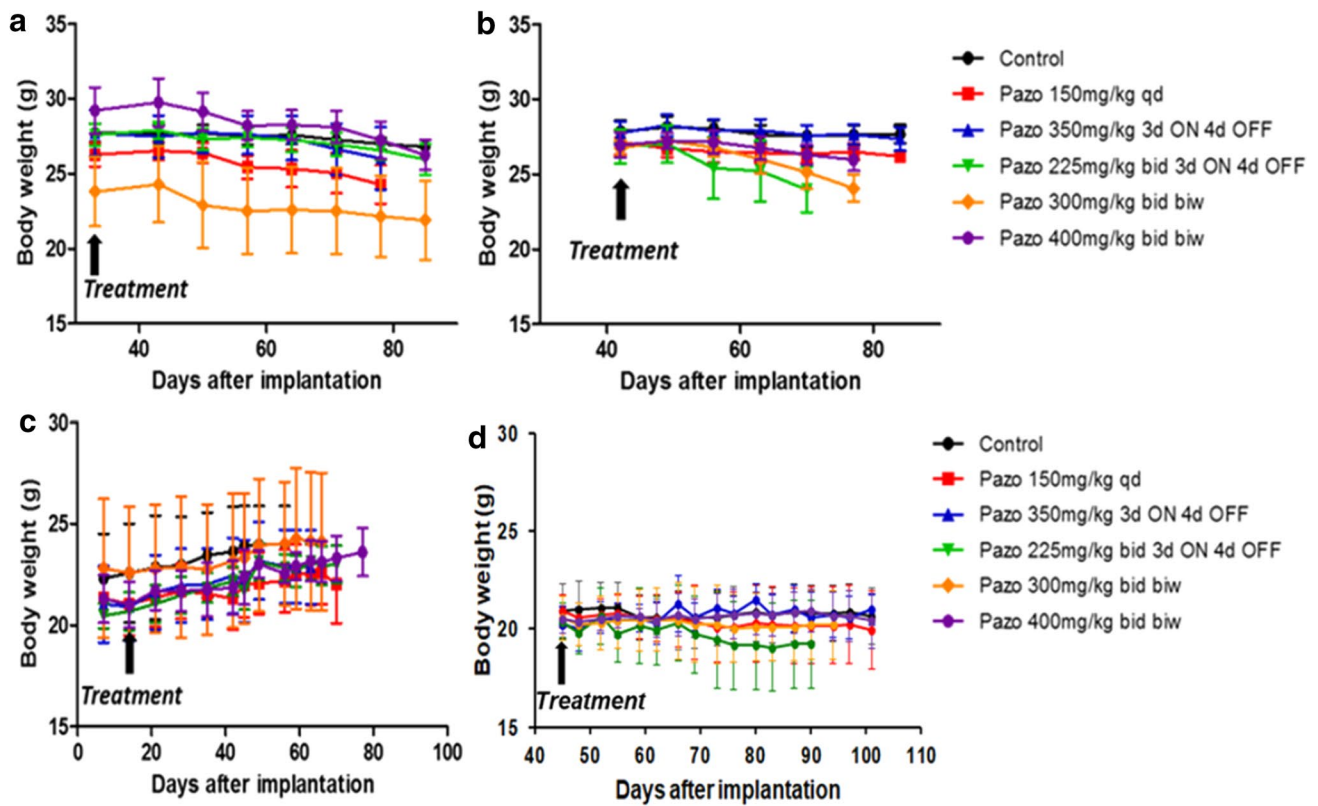 a
35
30
25
20
15
Body weight (g)
Treatment
40 60 80
Days after implantation
b
35
30
25
20
15
Body weight (g)
Treatment
40 60 80
Days after implantation
Control
Pazo 150mg/kg qd
Pazo 350mg/kg 3d ON 4d OFF
Pazo 225mg/kg bid 3d ON 4d OFF
Pazo 300mg/kg bid biw
Pazo 400mg/kg bid biw
c
30
25
20
15
Body weight (g)
Treatment
0 20 40 60 80 100
Days after implantation
d
30
25
20
15
Body weight (g)
Treatment
40 50 60 70 80 90 100 110
Days after implantation
Control
Pazo 150mg/kg qd
Pazo 350mg/kg 3d ON 4d OFF
Pazo 225mg/kg bid 3d ON 4d OFF
Pazo 300mg/kg bid biw
Pazo 400mg/kg bid biw